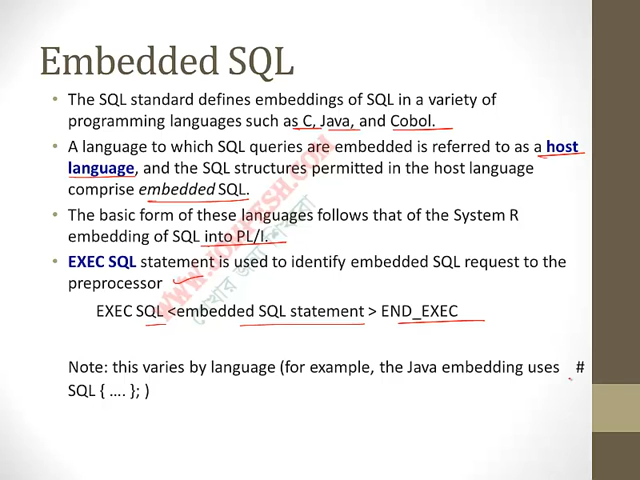 Embedded SQL
• The SQL standard defines embeddings of SQL in a variety of
programming languages such as C, Java, and Cobol.
• A language to which SQL queries are embedded is referred to as a host
language, and the SQL structures permitted in the host language
comprise embedded SQL.
• The basic form of these languages follows that of the System R
embedding of SQL into PL/I.
• EXEC SQL statement is used to identify embedded SQL request to the
preprocessor
EXEC SQL <embedded SQL statement > END_EXEC
Note: this varies by language (for example, the Java embedding uses #
SQL { .... }; )